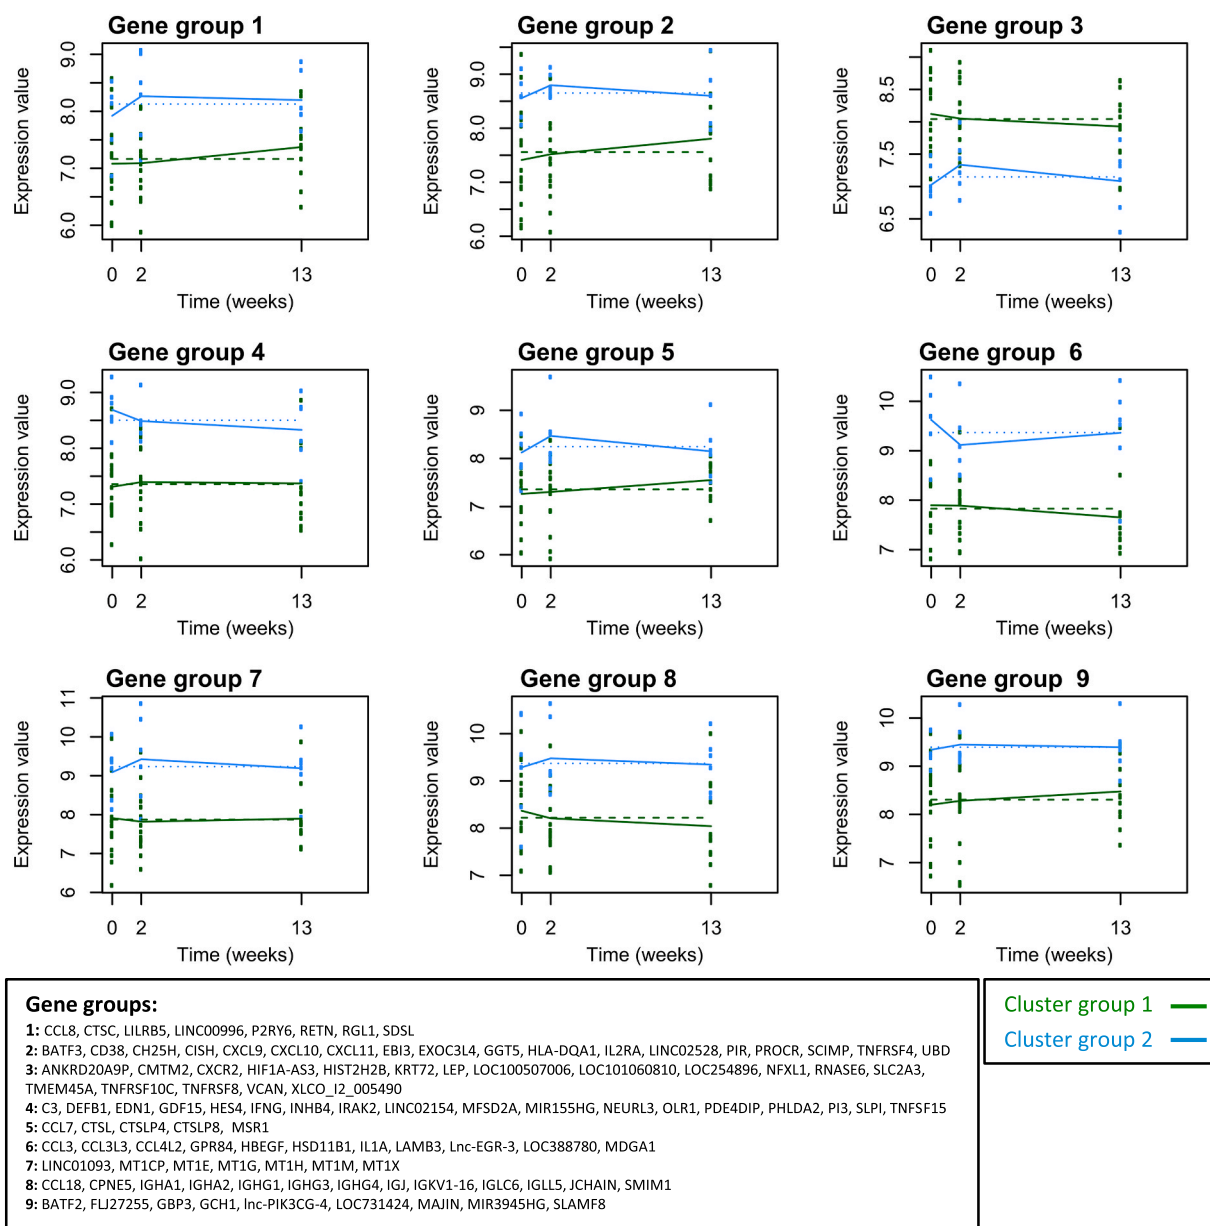 Gene group 1
Gene group 2
Gene group 3
Expression value
9.0
8.0
7.0
6.0
0 2 13
Time (weeks)
Expression value
9.0
8.0
7.0
6.0
0 2 13
Time (weeks)
Expression value
8.5
7.5
6.5
0 2 13
Time (weeks)
Gene group 4
Gene group 5
Gene group 6
Expression value
9.0
8.0
7.0
6.0
0 2 13
Time (weeks)
Expression value
9
8
7
6
0 2 13
Time (weeks)
Expression value
10
9
8
7
0 2 13
Time (weeks)
Gene group 7
Gene group 8
Gene group 9
Expression value
11
10
9
8
7
6
0 2 13
Time (weeks)
Expression value
10
9
8
7
0 2 13
Time (weeks)
Expression value
10
9
8
7
0 2 13
Time (weeks)
Gene groups:
1: CCL8, CTSC, LILRB5, LINC00996, P2RY6, RETN, RGL1, SDSL
2: BATF3, CD38, CH25H, CISH, CXCL9, CXCL10, CXCL11, EBI3, EXOC3L4, GGT5, HLA-DQA1, IL2RA, LINC02528, PIR, PROCR, SCIMP, TNFRSF4, UBD
3: ANKRD20A9P, CMTM2, CXCR2, HIF1A-AS3, HIST2H2B, KRT72, LEP, LOC100507006, LOC101060810, LOC254896, NFXL1, RNASE6, SLC2A3,
TMEM45A, TNFRSF10C, TNFRSF8, VCAN, XLCO_I2_005490
4: C3, DEFB1, EDN1, GDF15, HES4, IFNG, INHB4, IRAK2, LINC02154, MFSD2A, MIR155HG, NEURL3, OLR1, PDE4DIP, PHLDA2, PI3, SLPI, TNFSF15
5: CCL7, CTSL, CTSLP4, CTSLP8, MSR1
6: CCL3, CCL3L3, CCL4L2, GPR84, HBEGF, HSD11B1, IL1A, LAMB3, Lnc-EGR-3, LOC388780, MDGA1
7: LINC01093, MT1CP, MT1E, MT1G, MT1H, MT1M, MT1X
8: CCL18, CPNE5, IGHA1, IGHA2, IGHG1, IGHG3, IGHG4, IGJ, IGKV1-16, IGLC6, IGLL5, JCHAIN, SMIM1
9: BATF2, FLJ27255, GBP3, GCH1, lnc-PIK3CG-4, LOC731424, MAJIN, MIR3945HG, SLAMF8
Cluster group 1
Cluster group 2